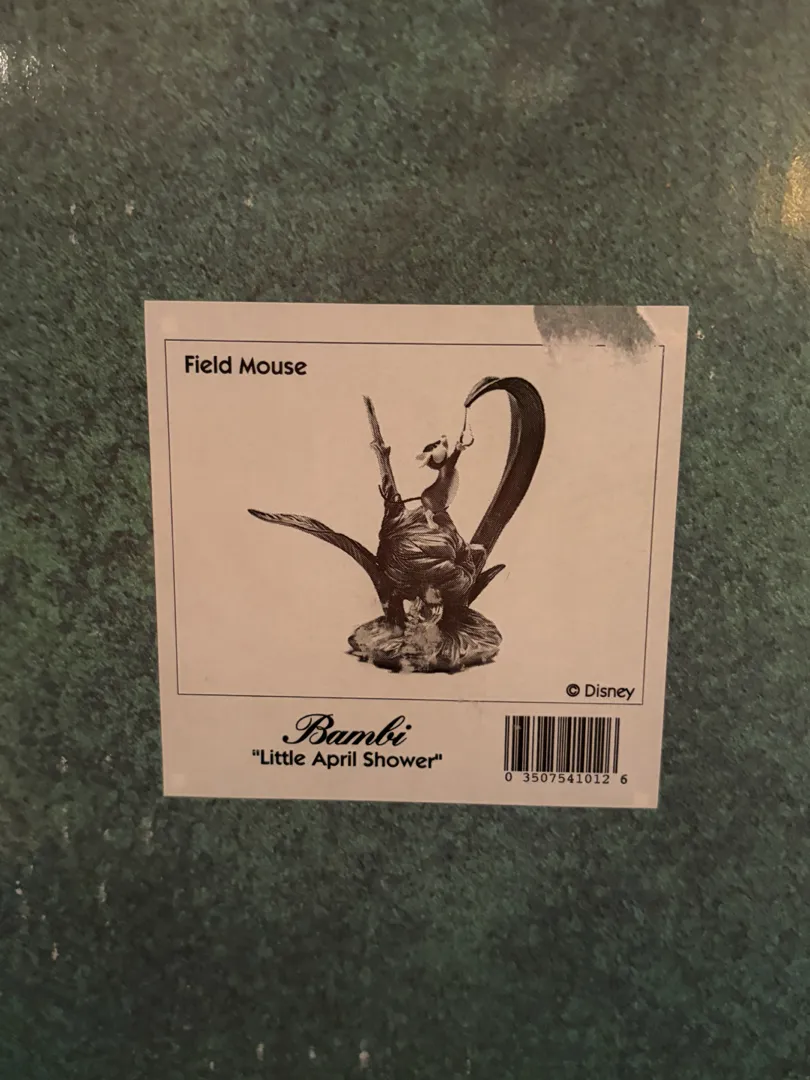 Field Mouse
© Disney
Bambi
"Little April Shower"
0 3507541012 6